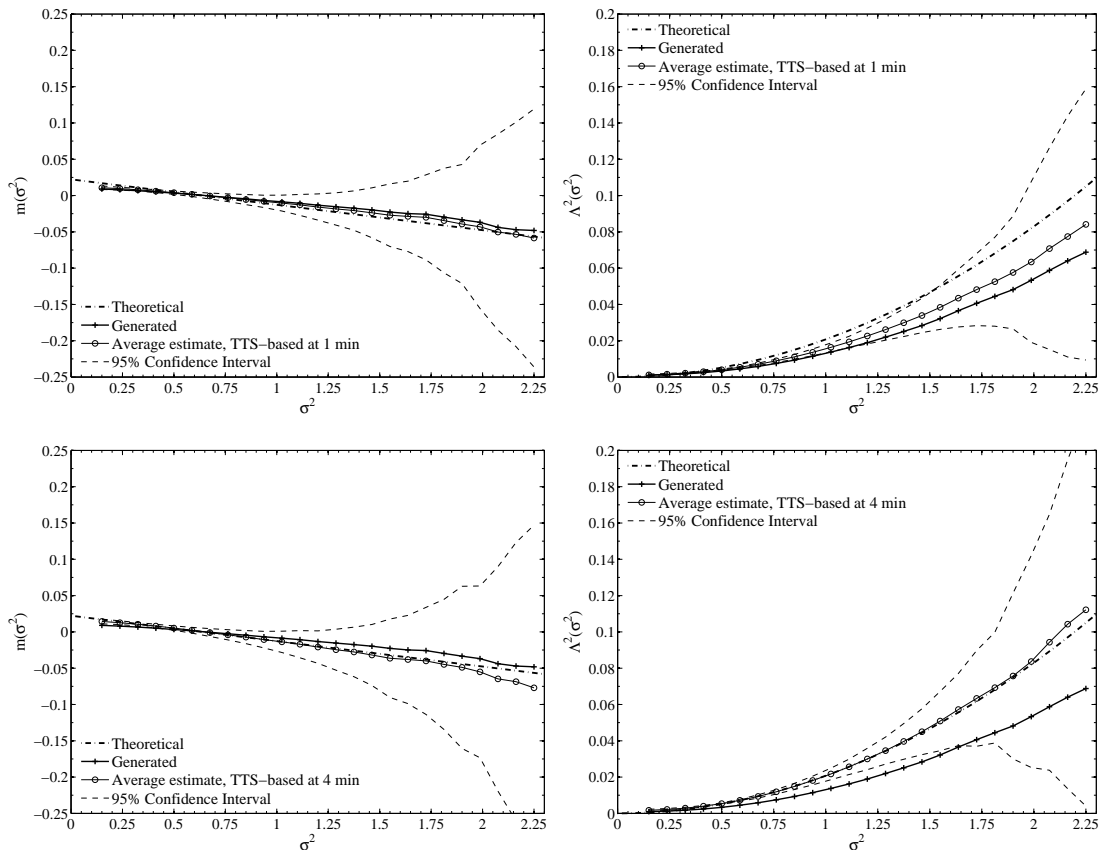 0.25
0.2
0.15
0.1
0.05
0
−0.05
−0.1
−0.15
−0.2
−0.25
m(σ²)
Theoretical
Generated
Average estimate, TTS−based at 1 min
95% Confidence Interval
0 0.25 0.5 0.75 1 1.25 1.5 1.75 2 2.25
σ²
0.2
0.18
0.16
0.14
0.12
0.1
0.08
0.06
0.04
0.02
0
Λ²(σ²)
Theoretical
Generated
Average estimate, TTS−based at 1 min
95% Confidence Interval
0 0.25 0.5 0.75 1 1.25 1.5 1.75 2 2.25
σ²
0.25
0.2
0.15
0.1
0.05
0
−0.05
−0.1
−0.15
−0.2
−0.25
m(σ²)
Theoretical
Generated
Average estimate, TTS−based at 4 min
95% Confidence Interval
0 0.25 0.5 0.75 1 1.25 1.5 1.75 2 2.25
σ²
0.2
0.18
0.16
0.14
0.12
0.1
0.08
0.06
0.04
0.02
0
Λ²(σ²)
Theoretical
Generated
Average estimate, TTS−based at 4 min
95% Confidence Interval
0 0.25 0.5 0.75 1 1.25 1.5 1.75 2 2.25
σ²